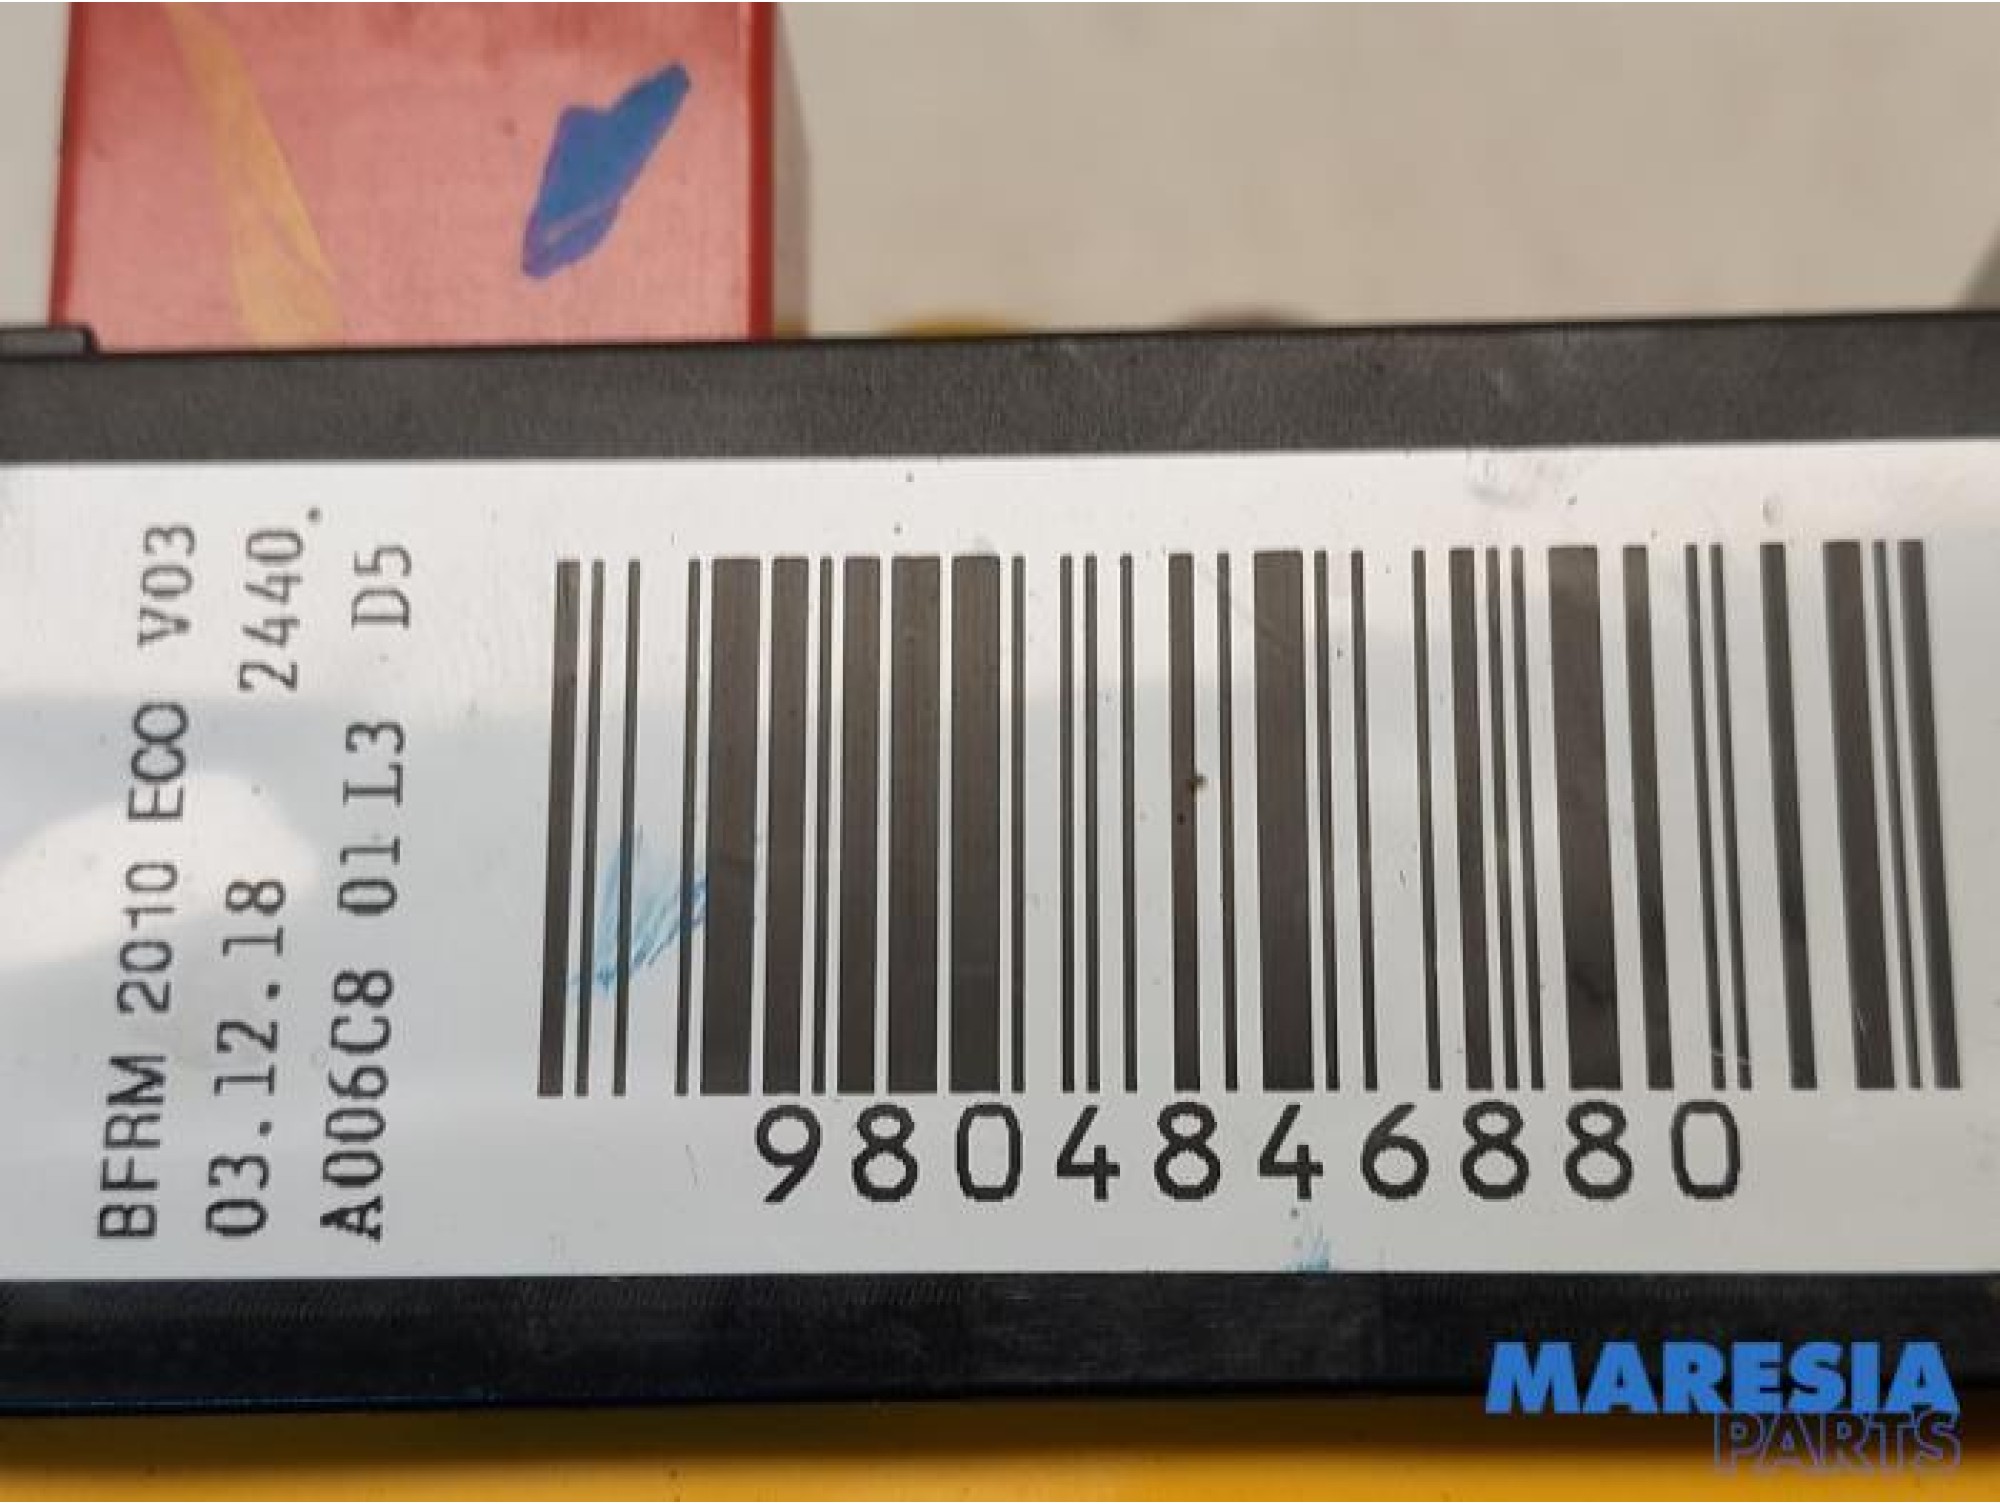 BFRM 2010 ECO V03
03.12.18 2440.
A006C8 01 L3 D5
9804846880
MARESIA
PARTS